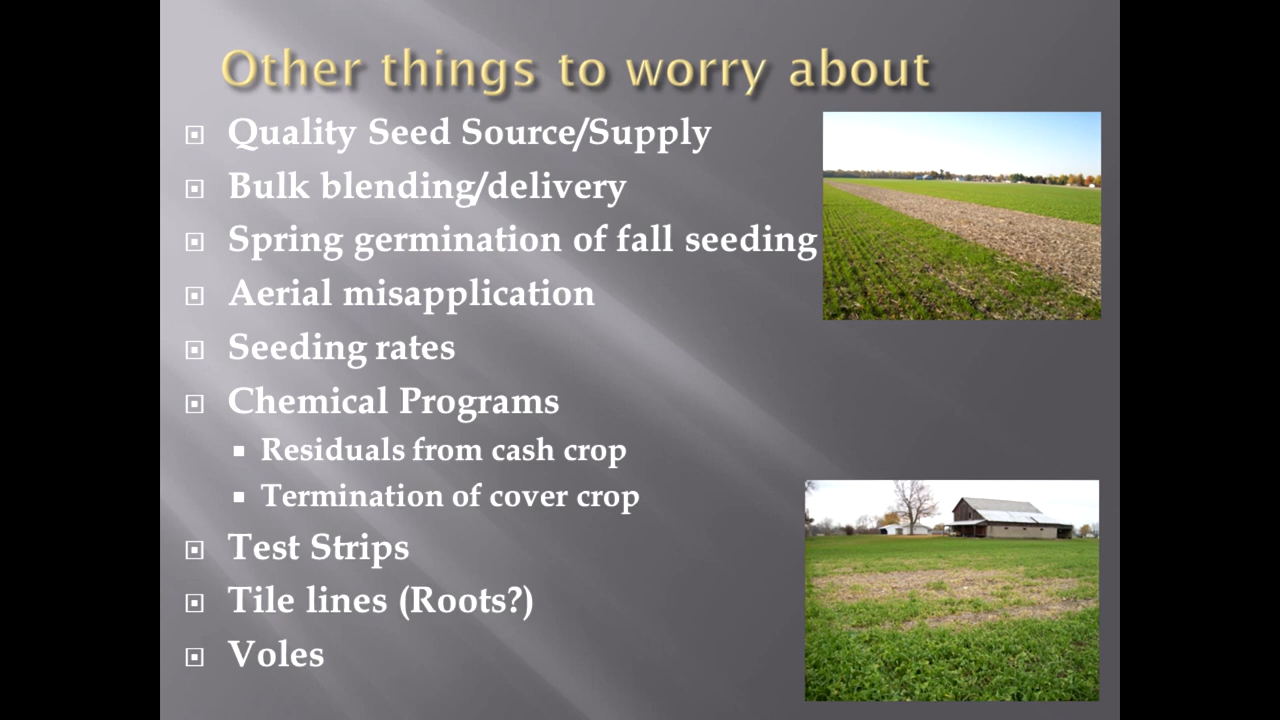 Other things to worry about
Quality Seed Source/Supply
Bulk blending/delivery
Spring germination of fall seeding
Aerial misapplication
Seeding rates
Chemical Programs
Residuals from cash crop
Termination of cover crop
Test Strips
Tile lines (Roots?)
Voles